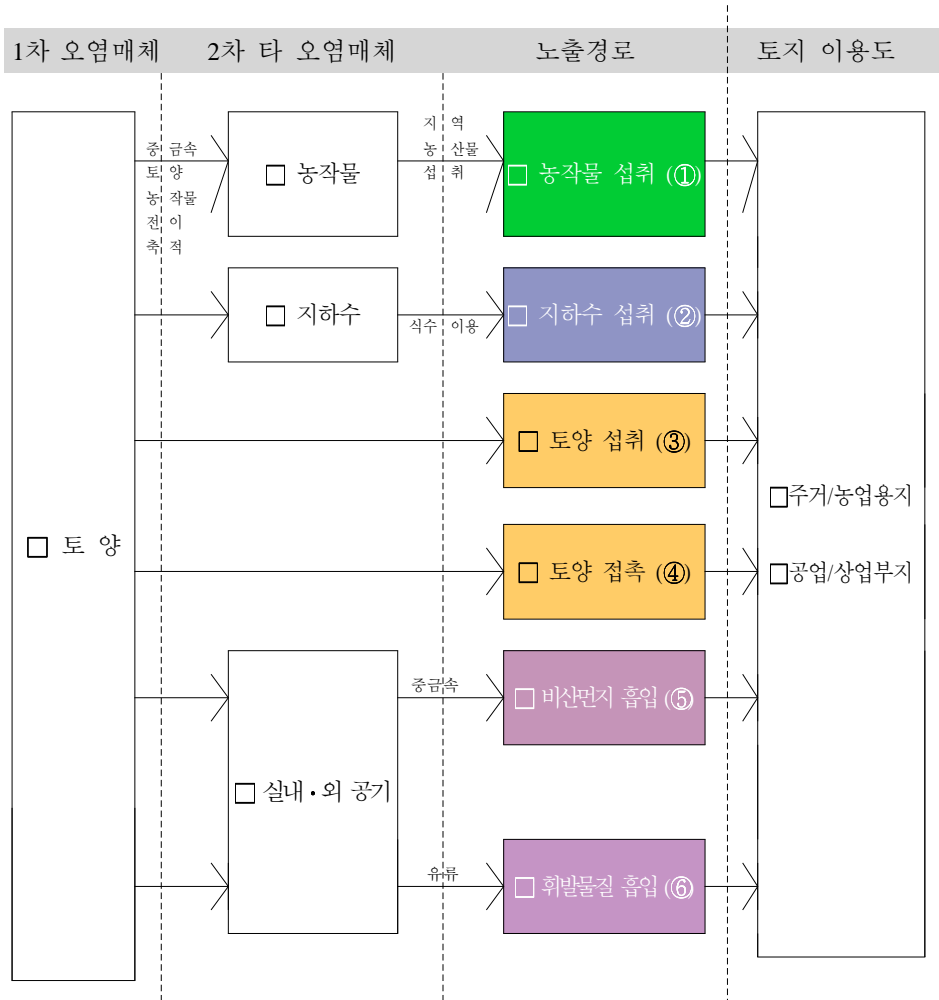 1차 오염매체 2차 타 오염매체 노출경로 토지 이용도
중금속
토양
농작물
전이
축적
□ 농작물
지역
농산물
섭취
□ 농작물 섭취 (①)
□ 지하수
식수 이용
□ 지하수 섭취 (②)
□ 토양 섭취 (③)
□ 토 양
□ 토양 접촉 (④)
□ 실내·외 공기
중금속
□ 비산먼지 흡입 (⑤)
유류
□ 휘발물질 흡입 (⑥)
□주거/농업용지
□공업/상업부지